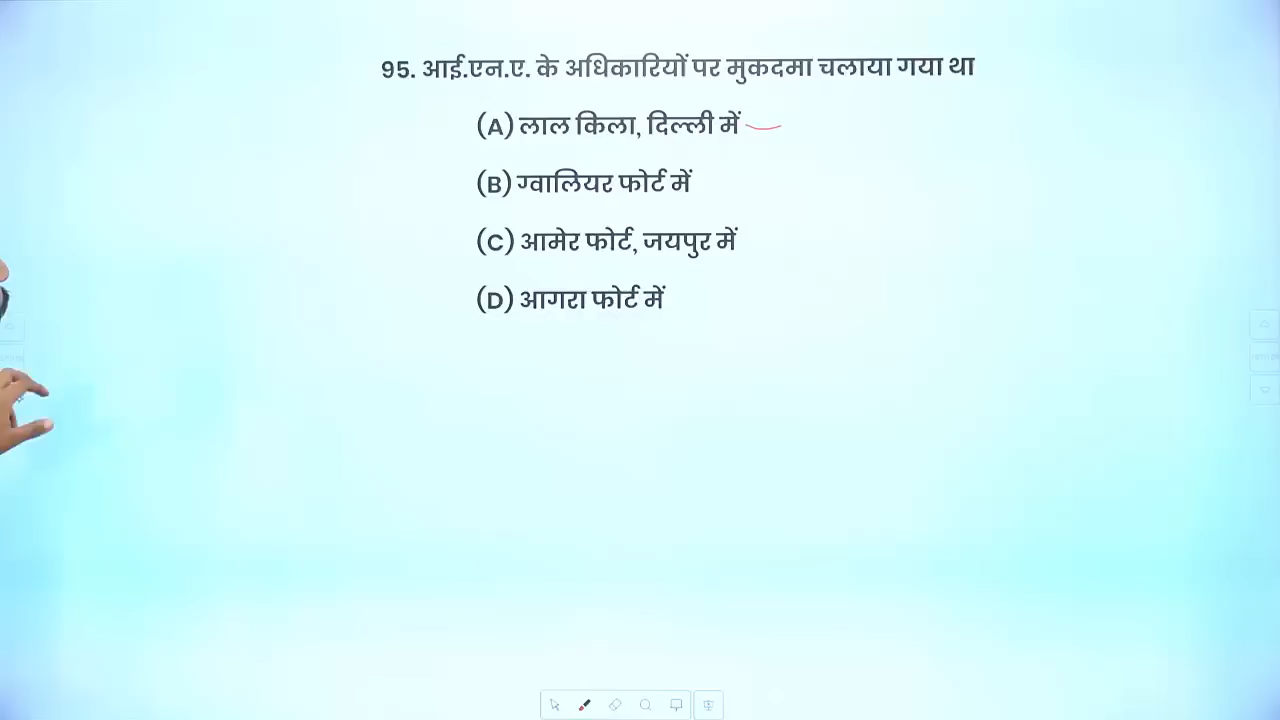 95. आई.एन.ए. के अधिकारियों पर मुकदमा चलाया गया था
(A) लाल किला, दिल्ली में
(B) ग्वालियर फोर्ट में
(C) आमेर फोर्ट, जयपुर में
(D) आगरा फोर्ट में